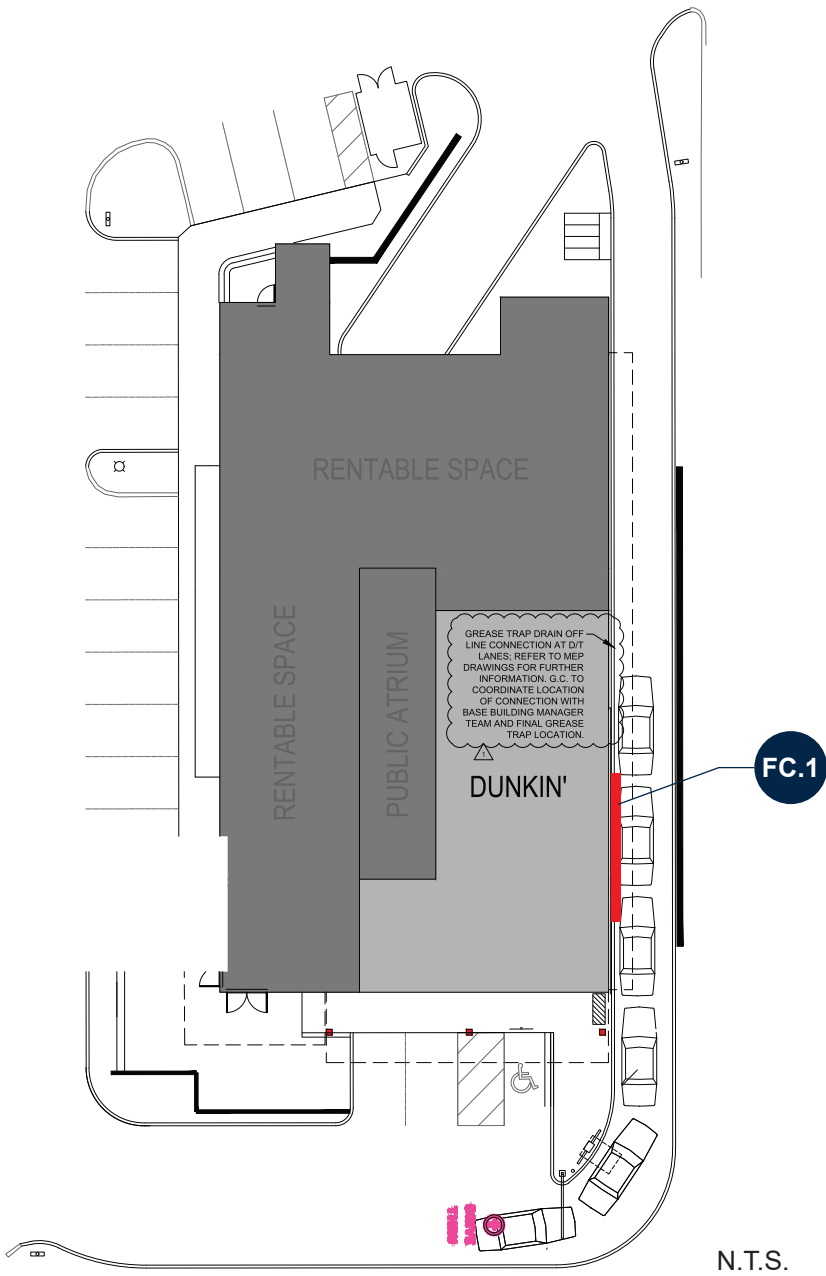 RENTABLE SPACE
RENTABLE SPACE
PUBLIC ATRIUM
GREASE TRAP DRAIN OFF
LINE CONNECTION AT D/T
LANES; REFER TO MEP
DRAWINGS FOR FURTHER
INFORMATION. G.C. TO
COORDINATE LOCATION
OF CONNECTION WITH
BASE BUILDING MANAGER
TEAM AND FINAL GREASE
TRAP LOCATION.
1
DUNKIN'
FC.1
N.T.S.